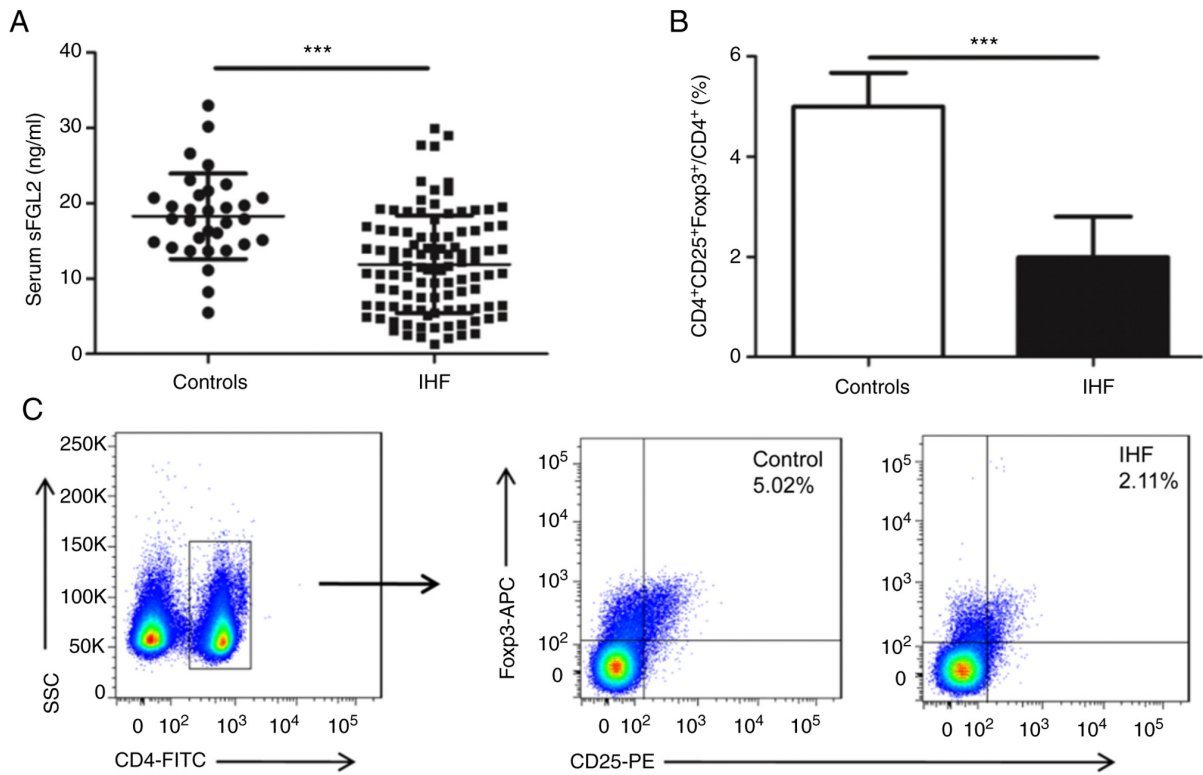 A
40
30
20
10
0
Serum sFGL2 (ng/ml)
***
Controls
IHF
B
6
4
2
0
CD4⁺CD25⁺Foxp3⁺/CD4⁺ (%)
***
Controls
IHF
C
250K
200K
150K
100K
50K
0
SSC
0 10² 10³ 10⁴ 10⁵
CD4-FITC
10⁵
10⁴
10³
10²
0
Foxp3-APC
Control
5.02%
0 10² 10³ 10⁴ 10⁵
10⁵
10⁴
10³
10²
0
IHF
2.11%
0 10² 10³ 10⁴ 10⁵
CD25-PE